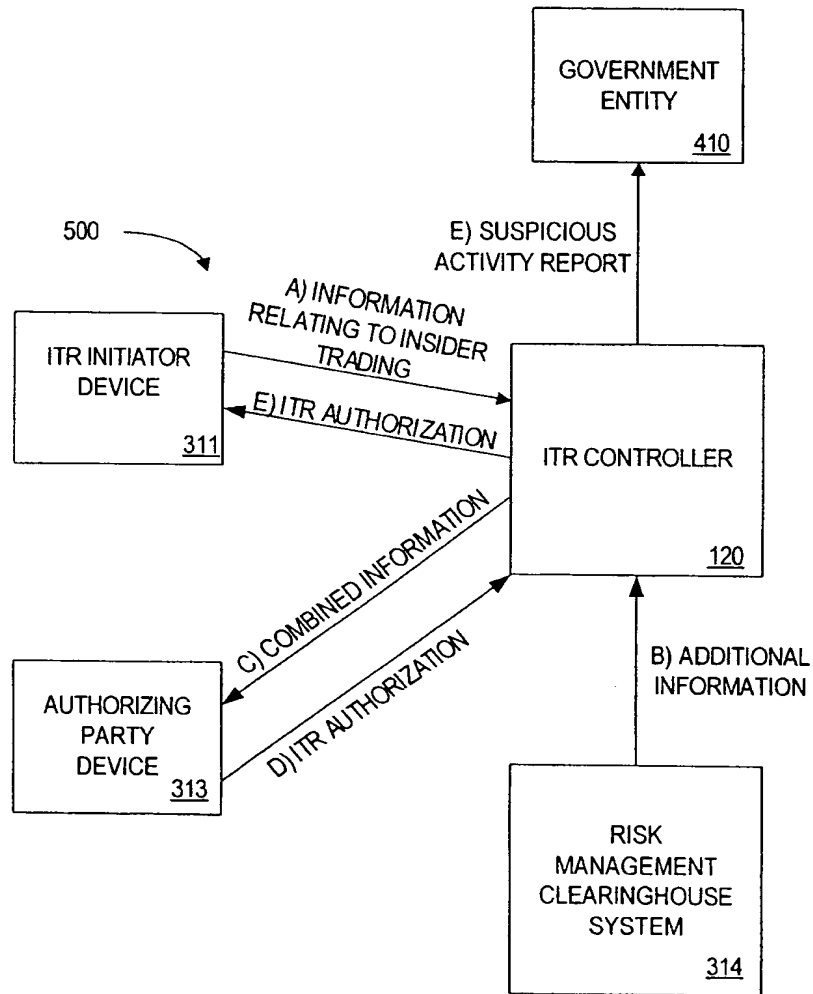 GOVERNMENT
ENTITY
410
E) SUSPICIOUS
ACTIVITY REPORT
500
A) INFORMATION
RELATING TO INSIDER
TRADING
ITR INITIATOR
DEVICE
311
E) ITR AUTHORIZATION
ITR CONTROLLER
120
C) COMBINED INFORMATION
D) ITR AUTHORIZATION
B) ADDITIONAL
INFORMATION
AUTHORIZING
PARTY
DEVICE
313
RISK
MANAGEMENT
CLEARINGHOUSE
SYSTEM
314